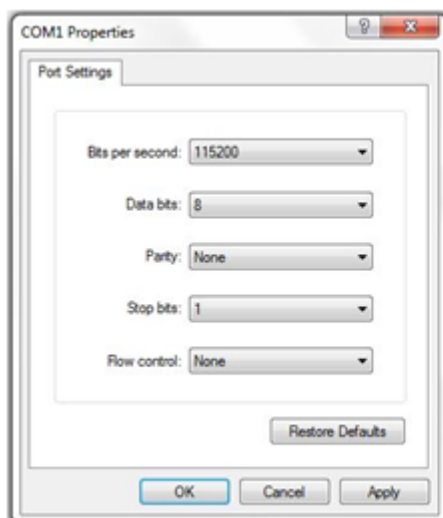 COM1 Properties
Port Settings
Bits per second: 115200
Data bits: 8
Parity: None
Stop bits: 1
Flow control: None
Restore Defaults
OK Cancel Apply